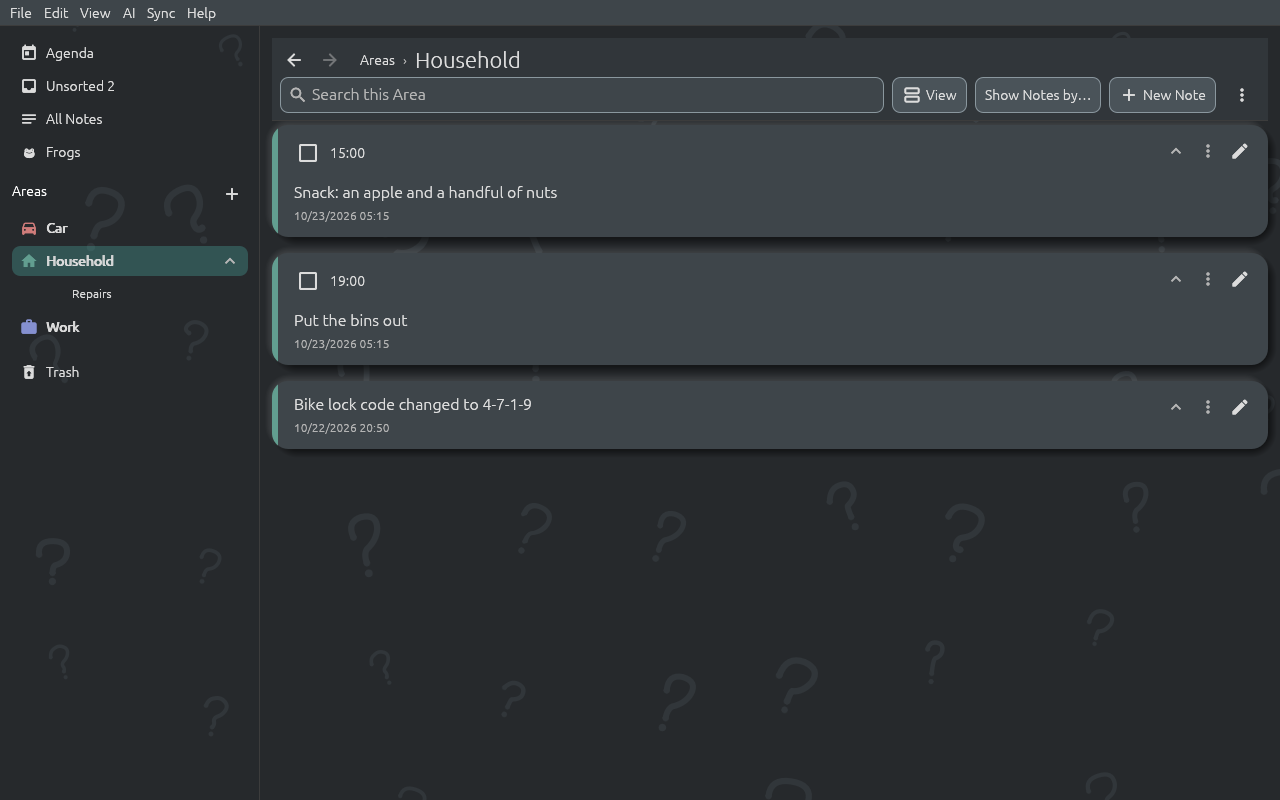 File Edit View AI Sync Help
Agenda
Unsorted 2
All Notes
Frogs
Areas
Car
Household
Repairs
Work
Trash
Areas › Household
Search this Area
View
Show Notes by...
New Note
15:00
Snack: an apple and a handful of nuts
10/23/2026 05:15
19:00
Put the bins out
10/23/2026 05:15
Bike lock code changed to 4-7-1-9
10/22/2026 20:50